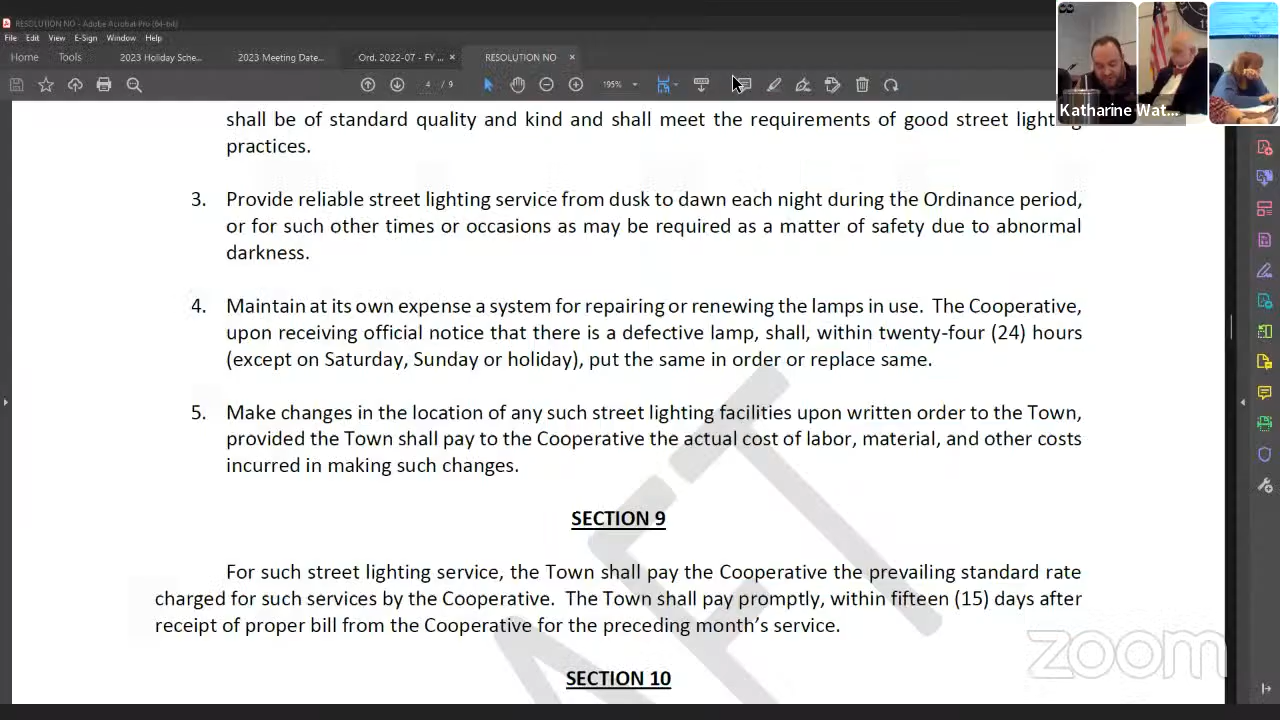 RESOLUTION NO - Adobe Acrobat Pro (64-bit)
File Edit View E-Sign Window Help
Home Tools 2023 Holiday Sche... 2023 Meeting Date... Ord. 2022-07 - FY ... × RESOLUTION NO ×
4 / 9 195%
Katharine Wat...
shall be of standard qulity and kind and shall meet the requirements of good street lighting
practices.
3. Provide reliable street lighting service from dusk to dawn each night during the Ordinance period,
or for such other times or occasions as may be required as a matter of safety due to abnormal
darkness.
4. Maintain at its own expense a system for repairing or renewing the lamps in use. The Cooperative,
upon receiving official notice that there is a defective lamp, shall, within twenty-four (24) hours
(except on Saturday, Sunday or holiday), put the same in order or replace same.
5. Make changes in the location of any such street lighting facilities upon written order to the Town,
provided the Town shall pay to the Cooperative the actual cost of labor, material, and other costs
incurred in making such changes.
SECTION 9
For such street lighting service, the Town shall pay the Cooperative the prevailing standard rate
charged for such services by the Cooperative. The Town shall pay promptly, within fifteen (15) days after
receipt of proper bill from the Cooperative for the preceding month's service.
SECTION 10
AFT
zoom